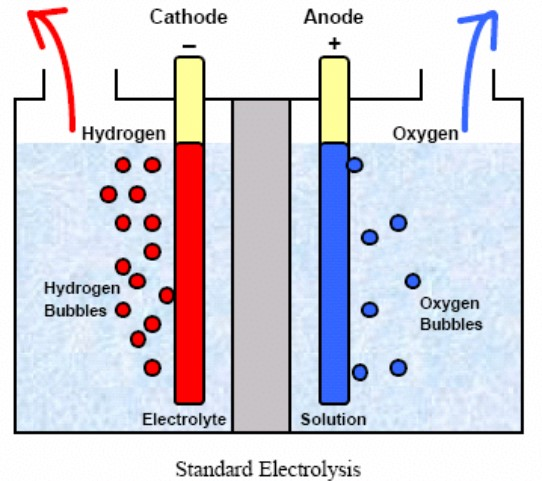 Cathode
Anode
–
+
Hydrogen
Oxygen
Hydrogen
Bubbles
Oxygen
Bubbles
Electrolyte
Solution
Standard Electrolysis